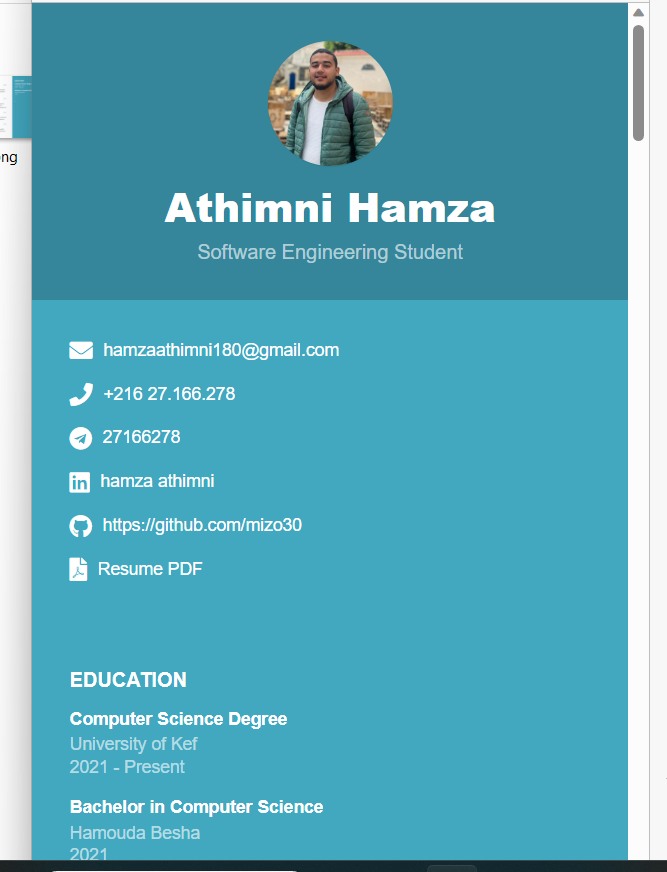 ng
Athimni Hamza
Software Engineering Student
hamzaathimni180@gmail.com
+216 27.166.278
27166278
hamza athimni
https://github.com/mizo30
Resume PDF
EDUCATION
Computer Science Degree
University of Kef
2021 - Present
Bachelor in Computer Science
Hamouda Besha
2021